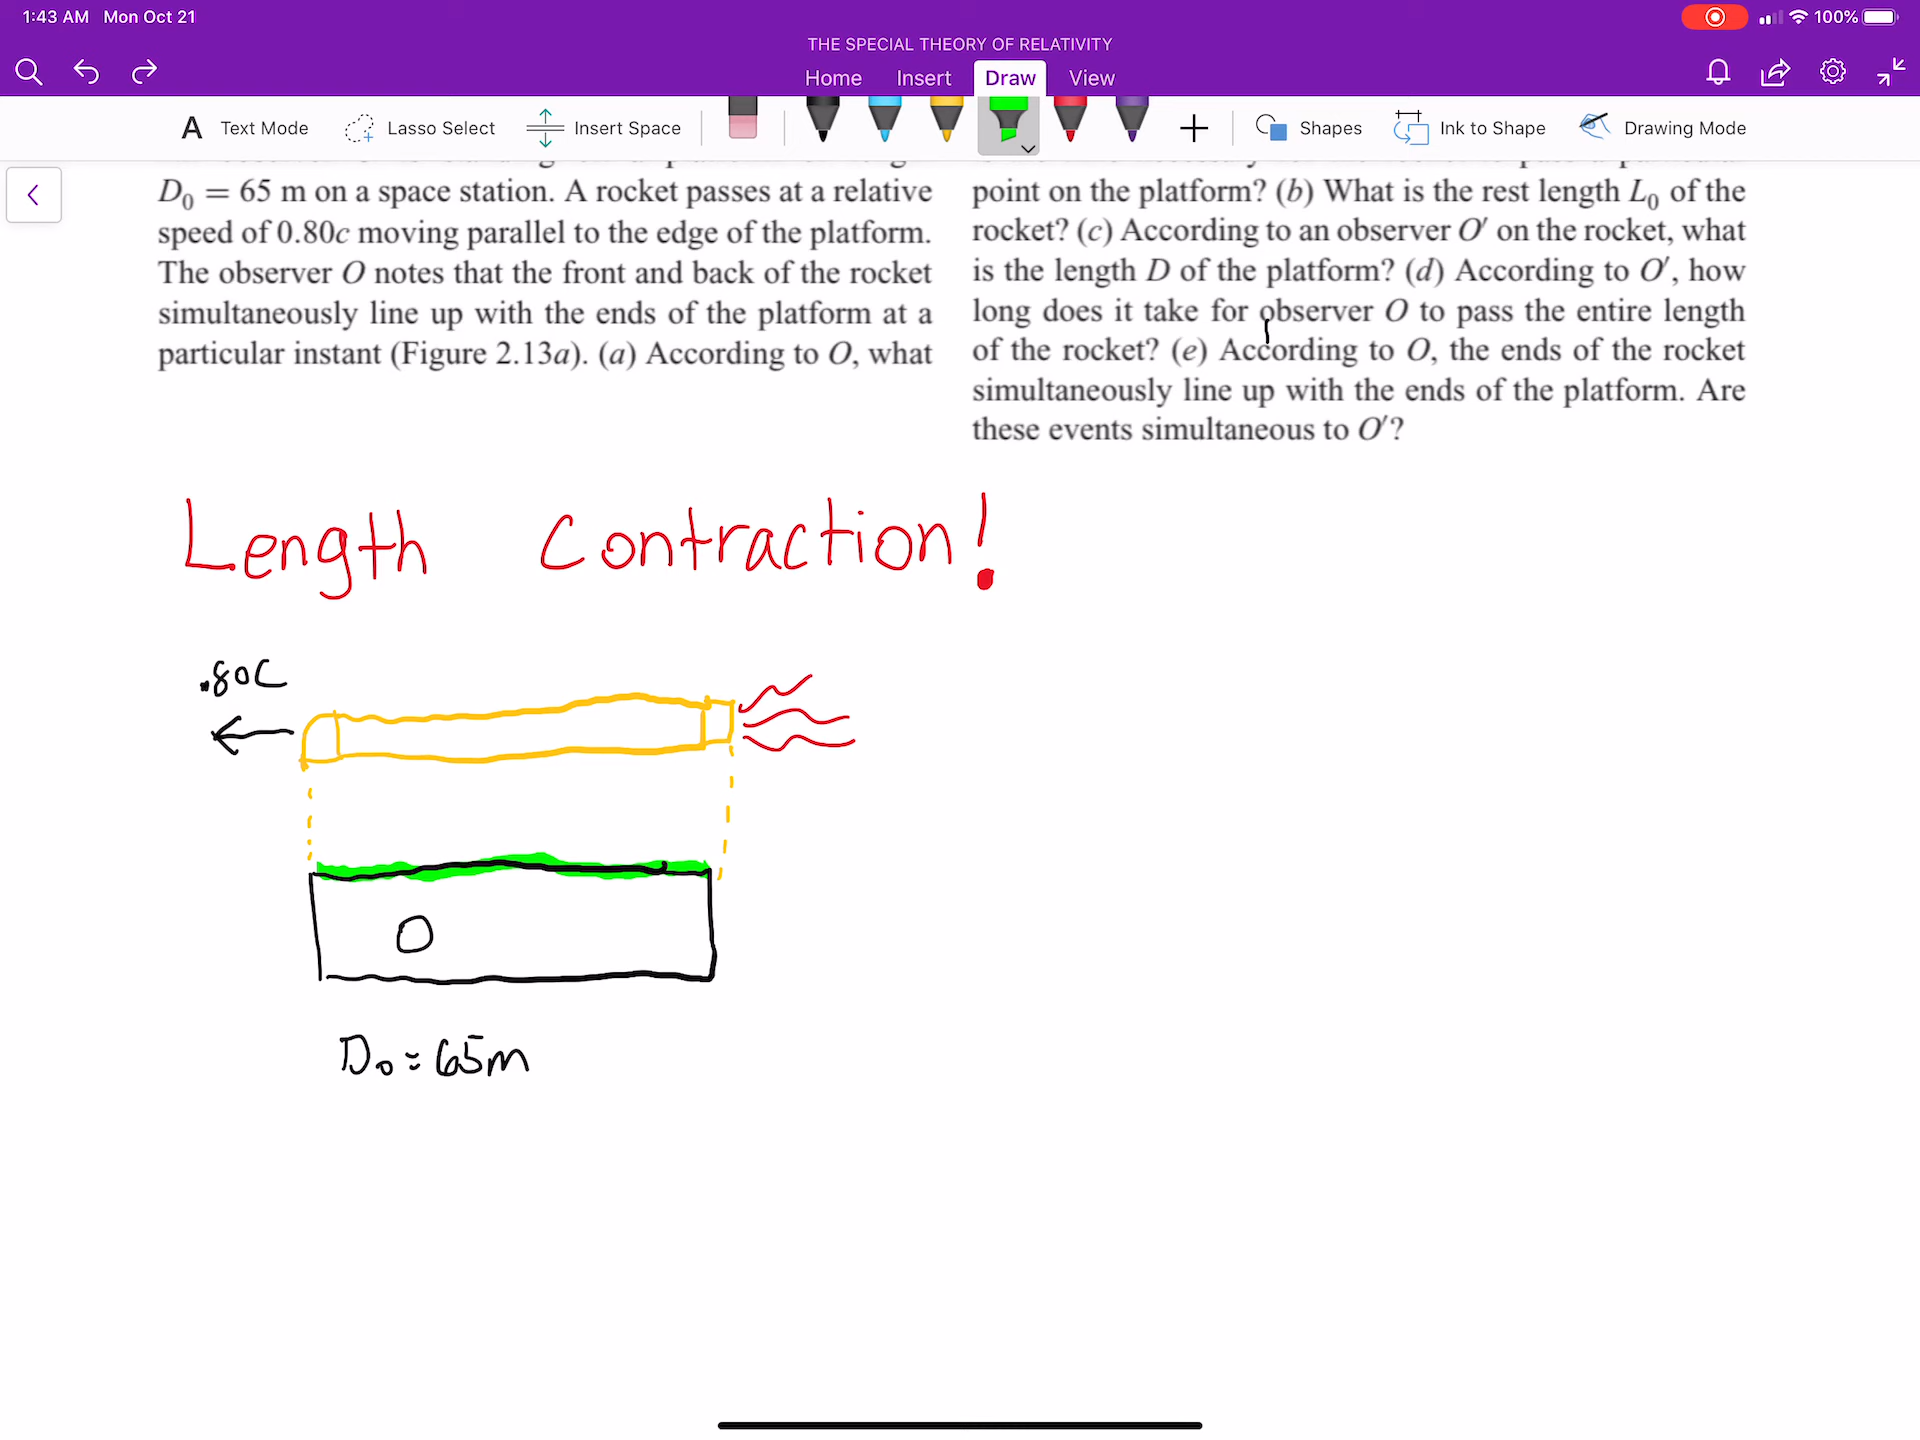 1:43 AM Mon Oct 21
100%
THE SPECIAL THEORY OF RELATIVITY
Home Insert Draw View
A Text Mode Lasso Select Insert Space Shapes Ink to Shape Drawing Mode
D₀ = 65 m on a space station. A rocket passes at a relative
speed of 0.80c moving parallel to the edge of the platform.
The observer O notes that the front and back of the rocket
simultaneously line up with the ends of the platform at a
particular instant (Figure 2.13a). (a) According to O, what
point on the platform? (b) What is the rest length L₀ of the
rocket? (c) According to an observer O′ on the rocket, what
is the length D of the platform? (d) According to O′, how
long does it take for observer O to pass the entire length
of the rocket? (e) According to O, the ends of the rocket
simultaneously line up with the ends of the platform. Are
these events simultaneous to O′?
Length Contraction!
.80C
O
D₀ = 65m